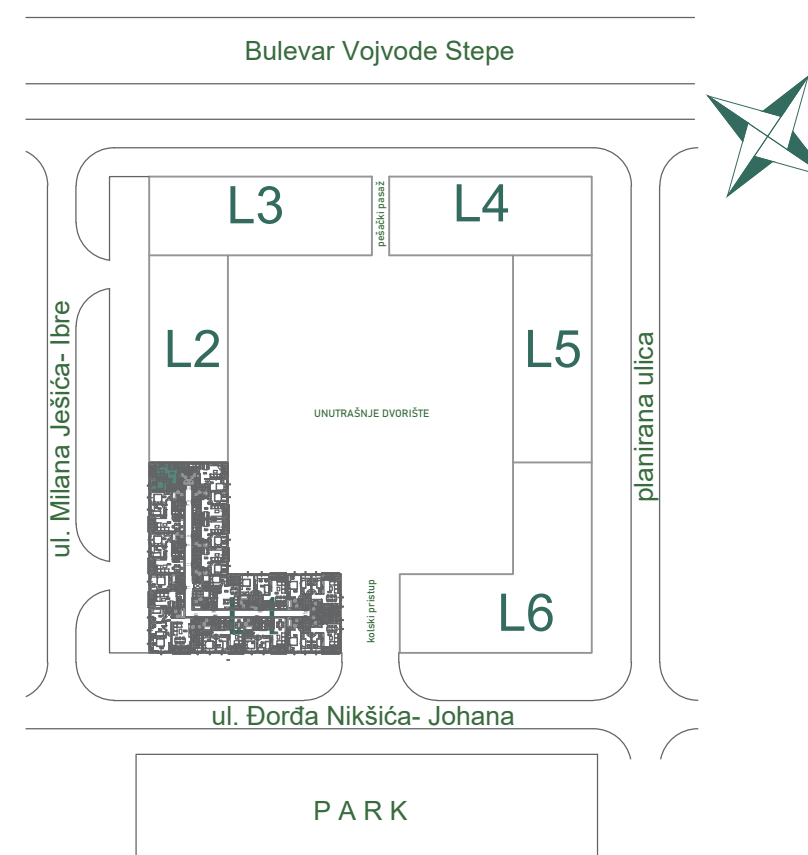 Bulevar Vojvode Stepe
L3
pešački pasaž
L4
L2
L5
ul. Milana Ješića- Ibre
UNUTRAŠNJE DVORIŠTE
planirana ulica
kolski pristup
L6
ul. Đorđa Nikšića- Johana
PARK